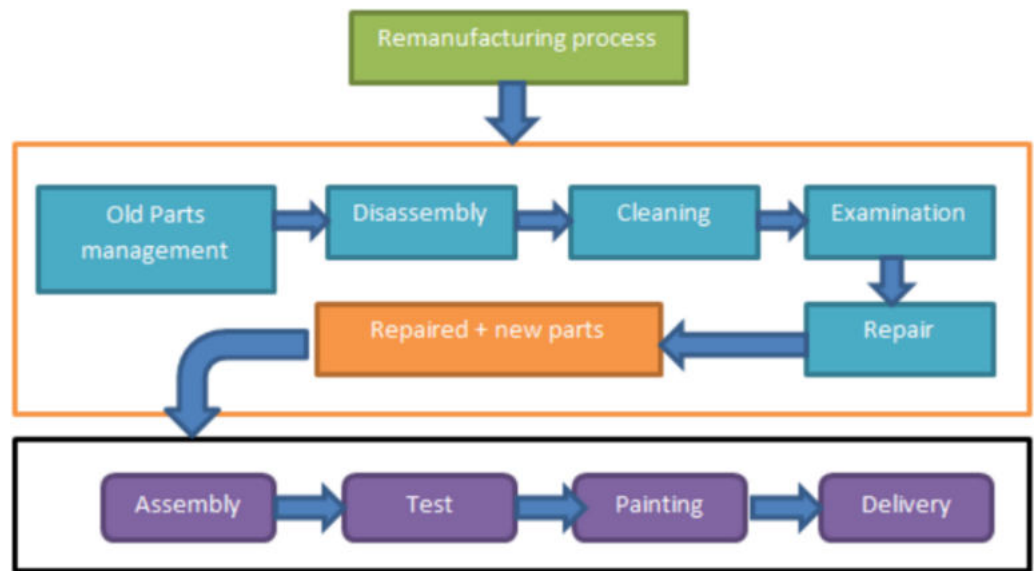 Remanufacturing process
Old Parts
management
Disassembly
Cleaning
Examination
Repaired + new parts
Repair
Assembly
Test
Painting
Delivery